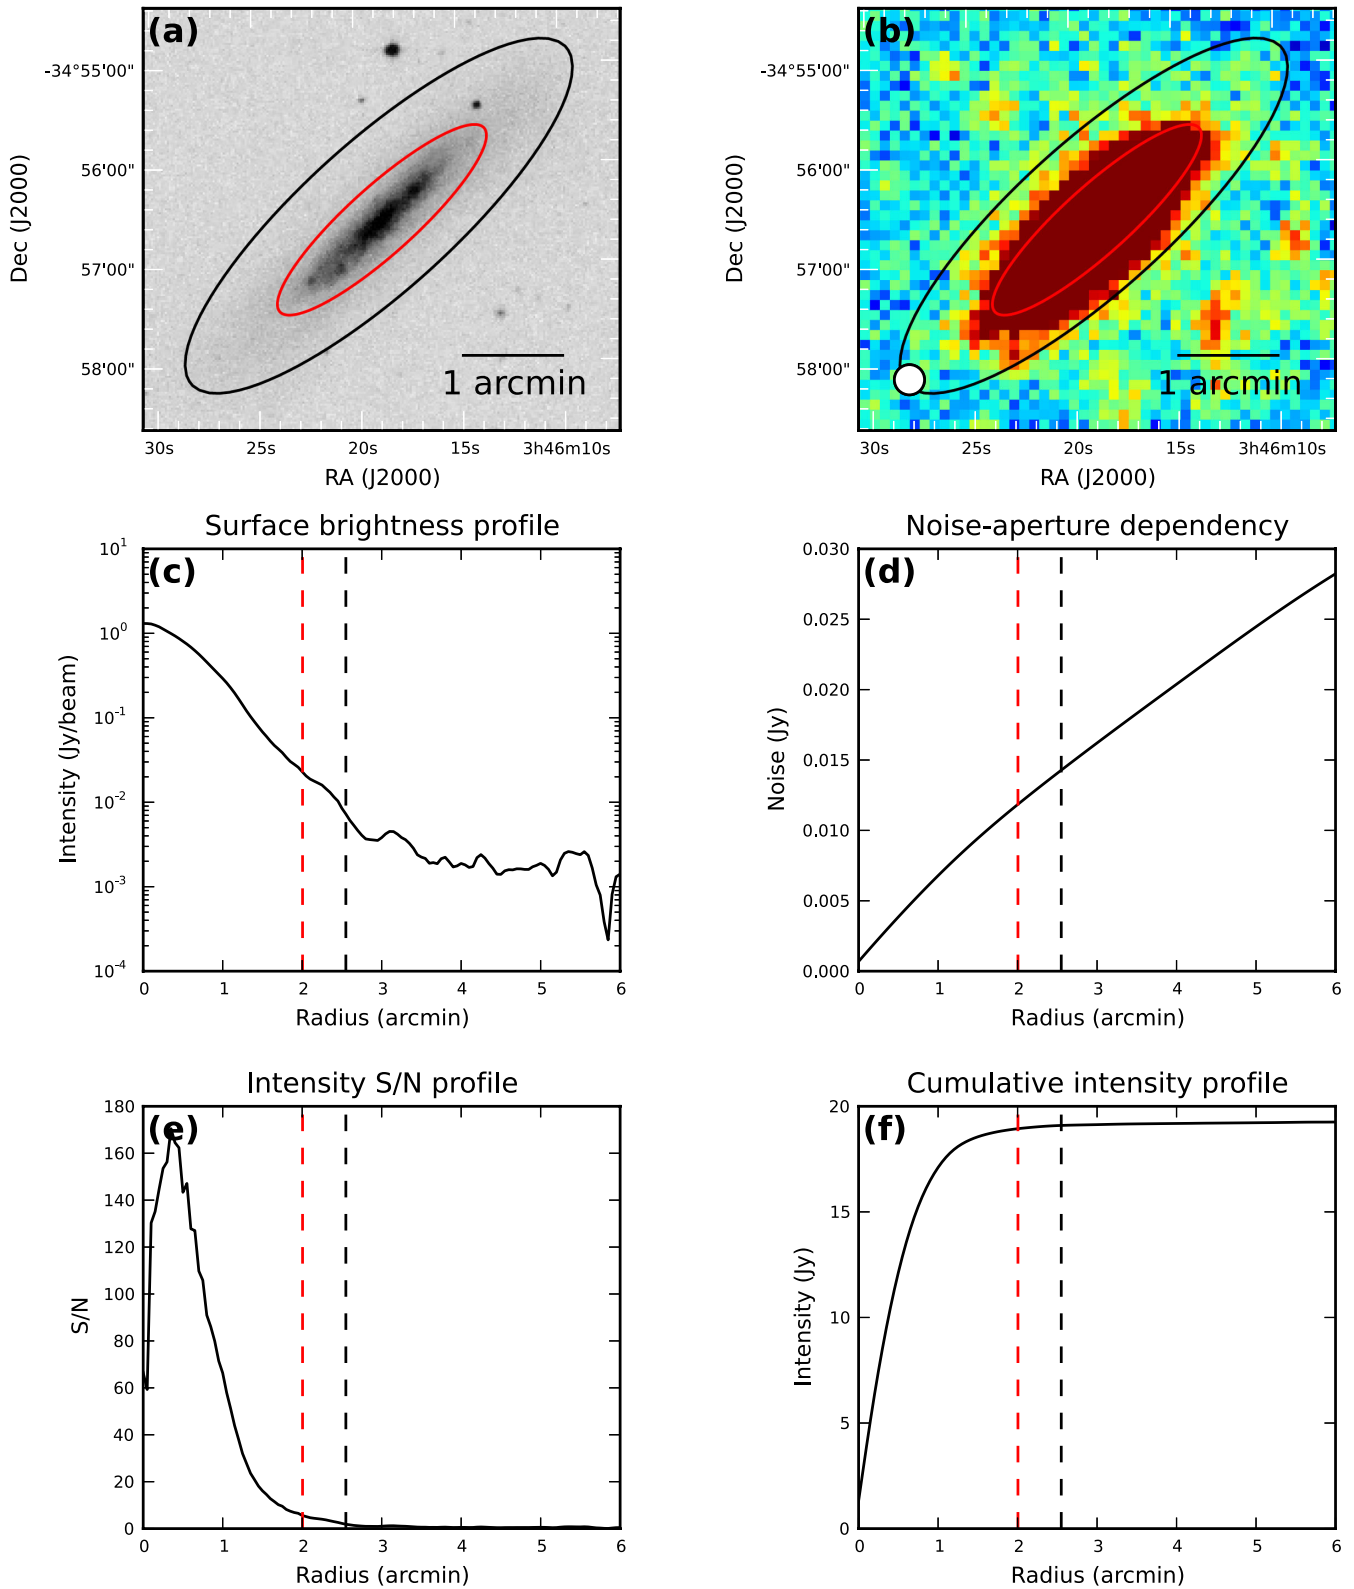 (a)
-34°55'00"
56'00"
57'00"
58'00"
Dec (J2000)
1 arcmin
30s 25s 20s 15s 3h46m10s
RA (J2000)
(b)
-34°55'00"
56'00"
57'00"
58'00"
Dec (J2000)
1 arcmin
30s 25s 20s 15s 3h46m10s
RA (J2000)
Surface brightness profile
(c)
10^1
10^0
10^-1
10^-2
10^-3
10^-4
Intensity (Jy/beam)
0 1 2 3 4 5 6
Radius (arcmin)
Noise-aperture dependency
(d)
0.030
0.025
0.020
0.015
0.010
0.005
0.000
Noise (Jy)
0 1 2 3 4 5 6
Radius (arcmin)
Intensity S/N profile
(e)
180
160
140
120
100
80
60
40
20
0
S/N
0 1 2 3 4 5 6
Radius (arcmin)
Cumulative intensity profile
(f)
20
15
10
5
0
Intensity (Jy)
0 1 2 3 4 5 6
Radius (arcmin)